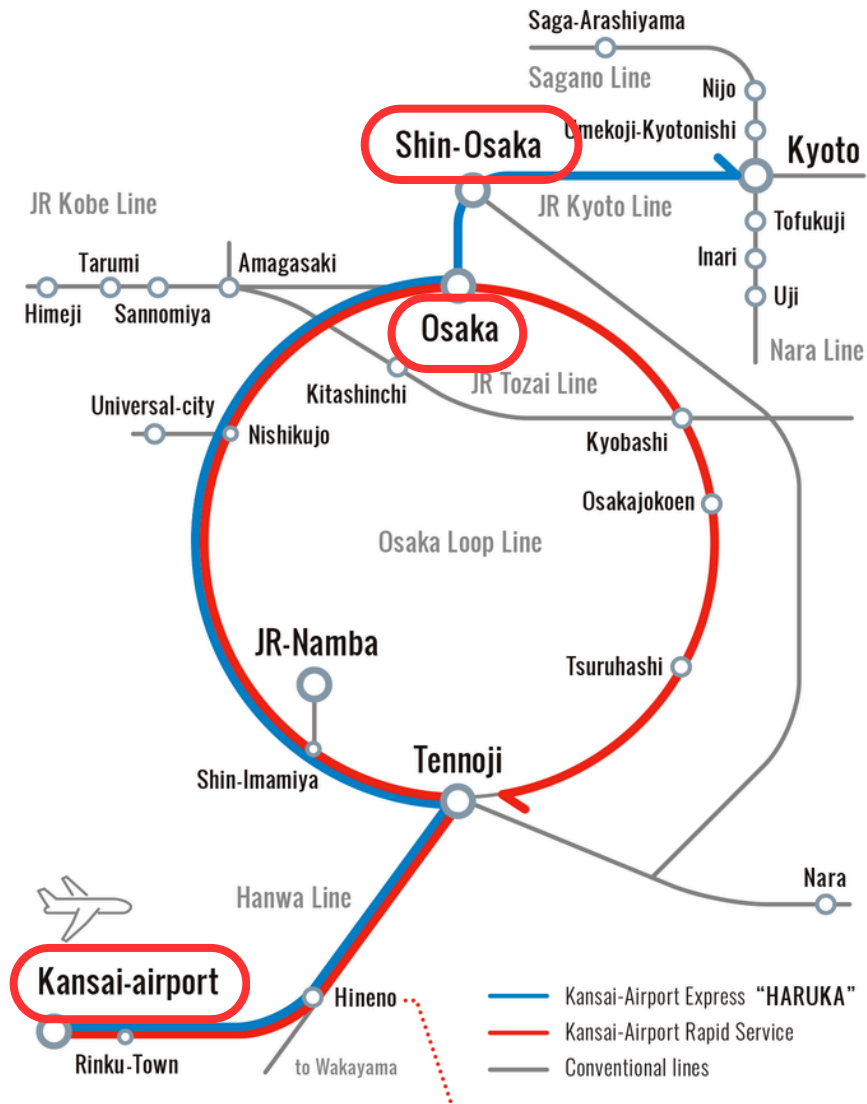 Saga-Arashiyama
Sagano Line
Nijo
Umekoji-Kyotonishi
Shin-Osaka
Kyoto
JR Kyoto Line
Tofukuji
Inari
Uji
Nara Line
JR Kobe Line
Tarumi
Amagasaki
Himeji
Sannomiya
Osaka
JR Tozai Line
Kitashinchi
Universal-city
Nishikujo
Kyobashi
Osakajokoen
Osaka Loop Line
JR-Namba
Tsuruhashi
Shin-Imamiya
Tennoji
Nara
Hanwa Line
Kansai-airport
Hineno
Rinku-Town
to Wakayama
Kansai-Airport Express "HARUKA"
Kansai-Airport Rapid Service
Conventional lines